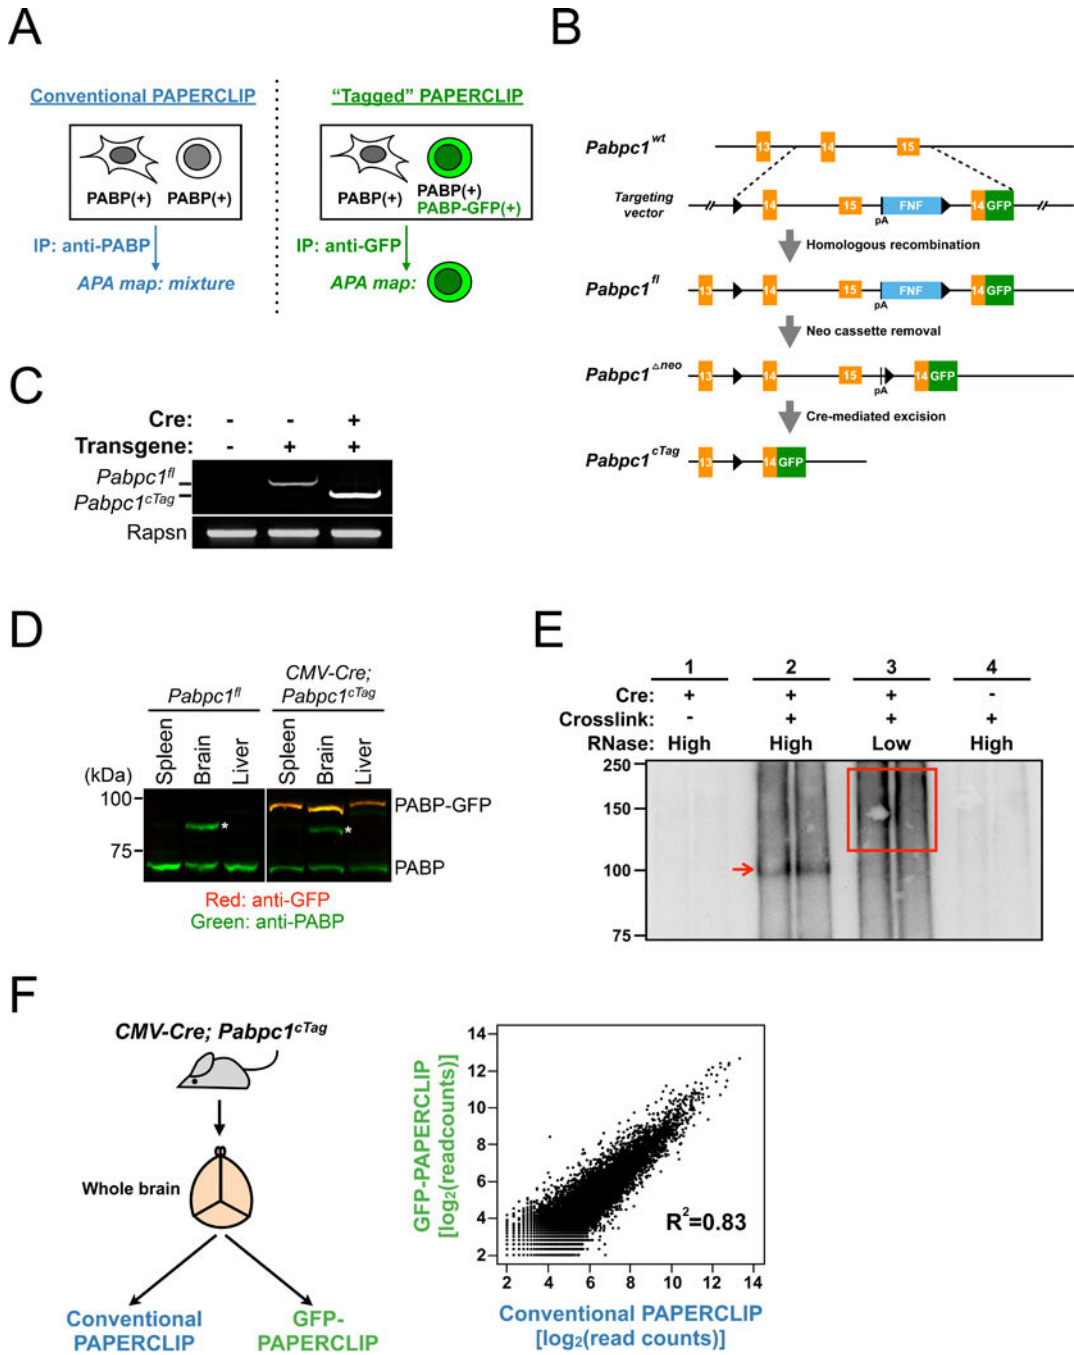 A
Conventional PAPERCLIP
"Tagged" PAPERCLIP
PABP(+)
PABP(+)
PABP(+)
PABP(+)
PABP-GFP(+)
IP: anti-PABP
IP: anti-GFP
APA map: mixture
APA map:
B
Pabpc1wt
13
14
15
Targeting
vector
14
15
pA
FNF
14
GFP
Homologous recombination
Pabpc1fl
13
14
15
pA
FNF
14
GFP
Neo cassette removal
Pabpc1△neo
13
14
15
pA
14
GFP
Cre-mediated excision
Pabpc1cTag
13
14
GFP
C
Cre: - - +
Transgene: - + +
Pabpc1fl
Pabpc1cTag
Rapsn
D
Pabpc1fl
CMV-Cre;
Pabpc1cTag
Spleen
Brain
Liver
Spleen
Brain
Liver
(kDa)
100
75
*
*
PABP-GFP
PABP
Red: anti-GFP
Green: anti-PABP
E
1 2 3 4
Cre: + + + -
Crosslink: - + + +
RNase: High High Low High
250
150
100
75
F
CMV-Cre; Pabpc1cTag
Whole brain
Conventional
PAPERCLIP
GFP-
PAPERCLIP
GFP-PAPERCLIP
[log2(readcounts)]
14
12
10
8
6
4
2
R2=0.83
2 4 6 8 10 12 14
Conventional PAPERCLIP
[log2(read counts)]